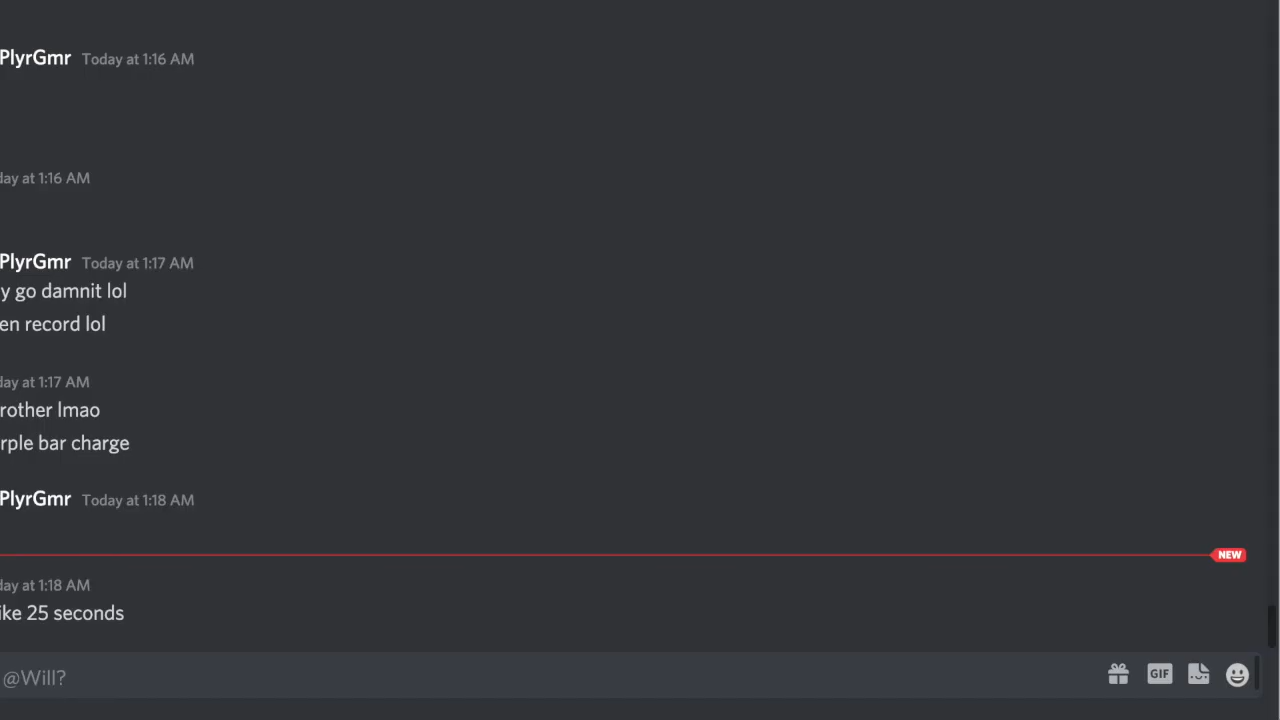 PlyrGmr Today at 1:16 AM
day at 1:16 AM
PlyrGmr Today at 1:17 AM
y go damnit lol
en record lol
day at 1:17 AM
rother lmao
rple bar charge
PlyrGmr Today at 1:18 AM
NEW
day at 1:18 AM
ike 25 seconds
@Will?
GIF